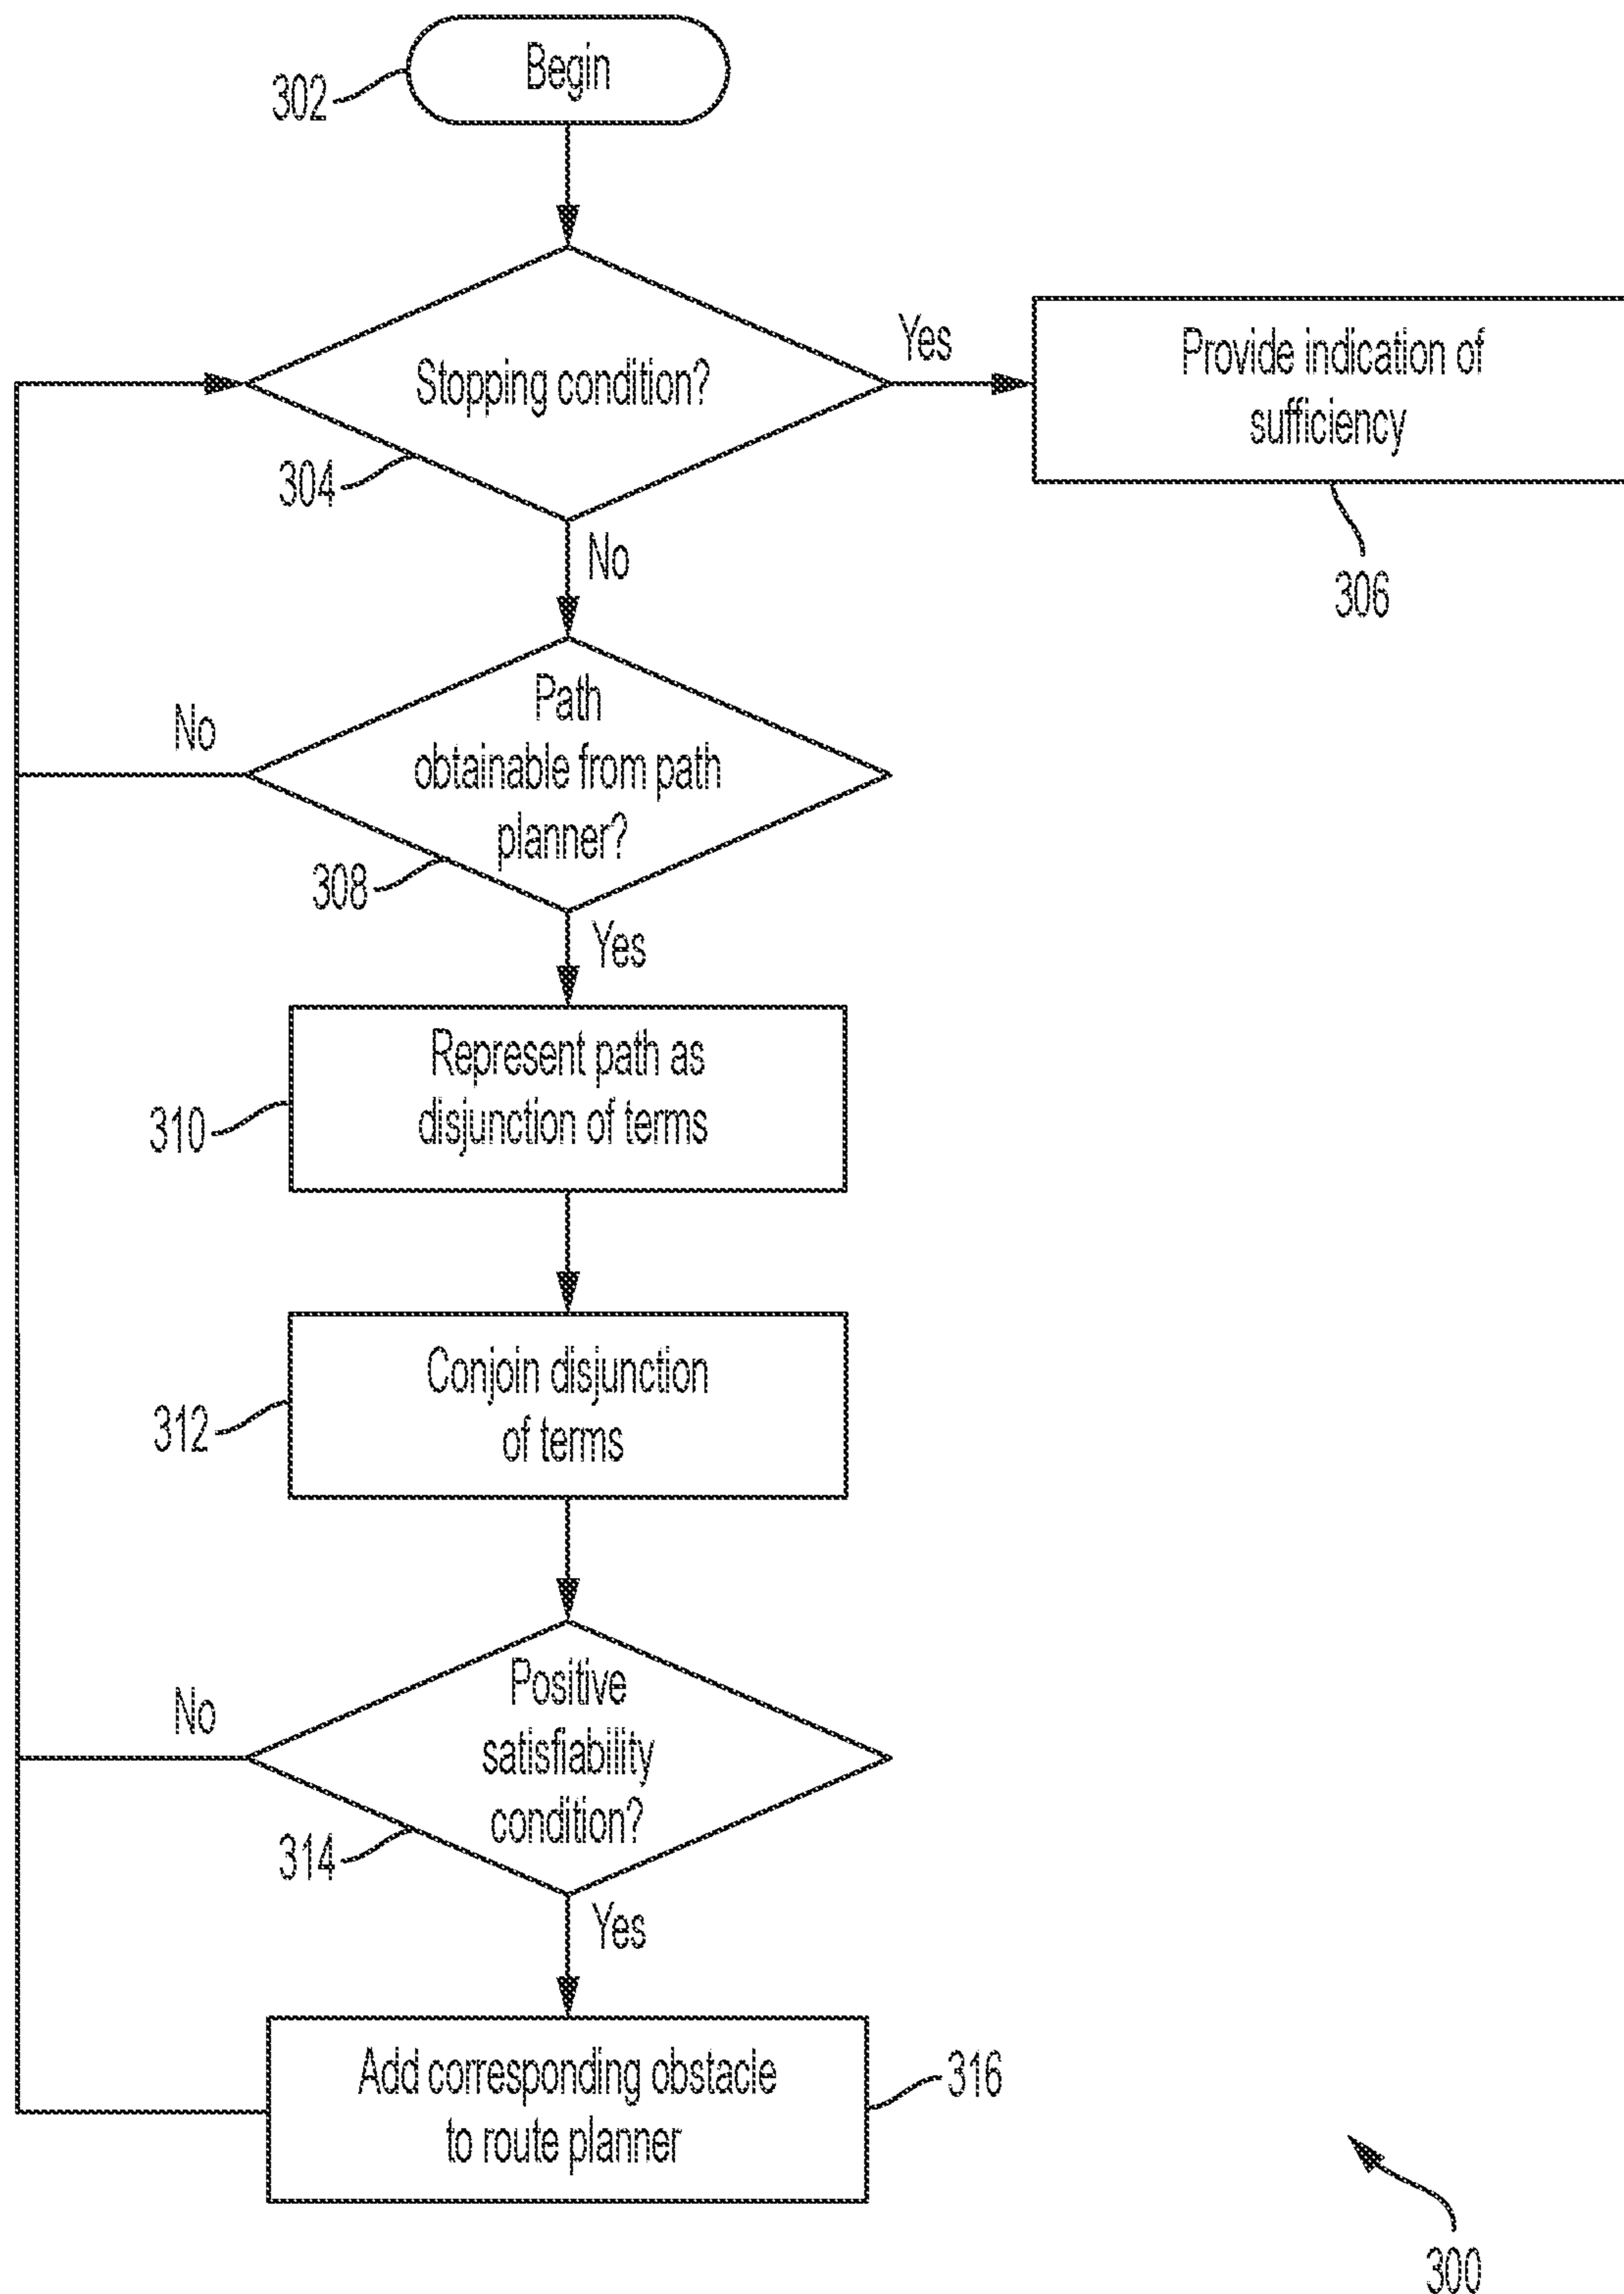 Begin
302
Stopping condition?
Yes
Provide indication of
sufficiency
304
306
No
Path
obtainable from path
planner?
No
308
Yes
Represent path as
disjunction of terms
310
Conjoin disjunction
of terms
312
Positive
satisfiability
condition?
No
314
Yes
Add corresponding obstacle
to route planner
316
300